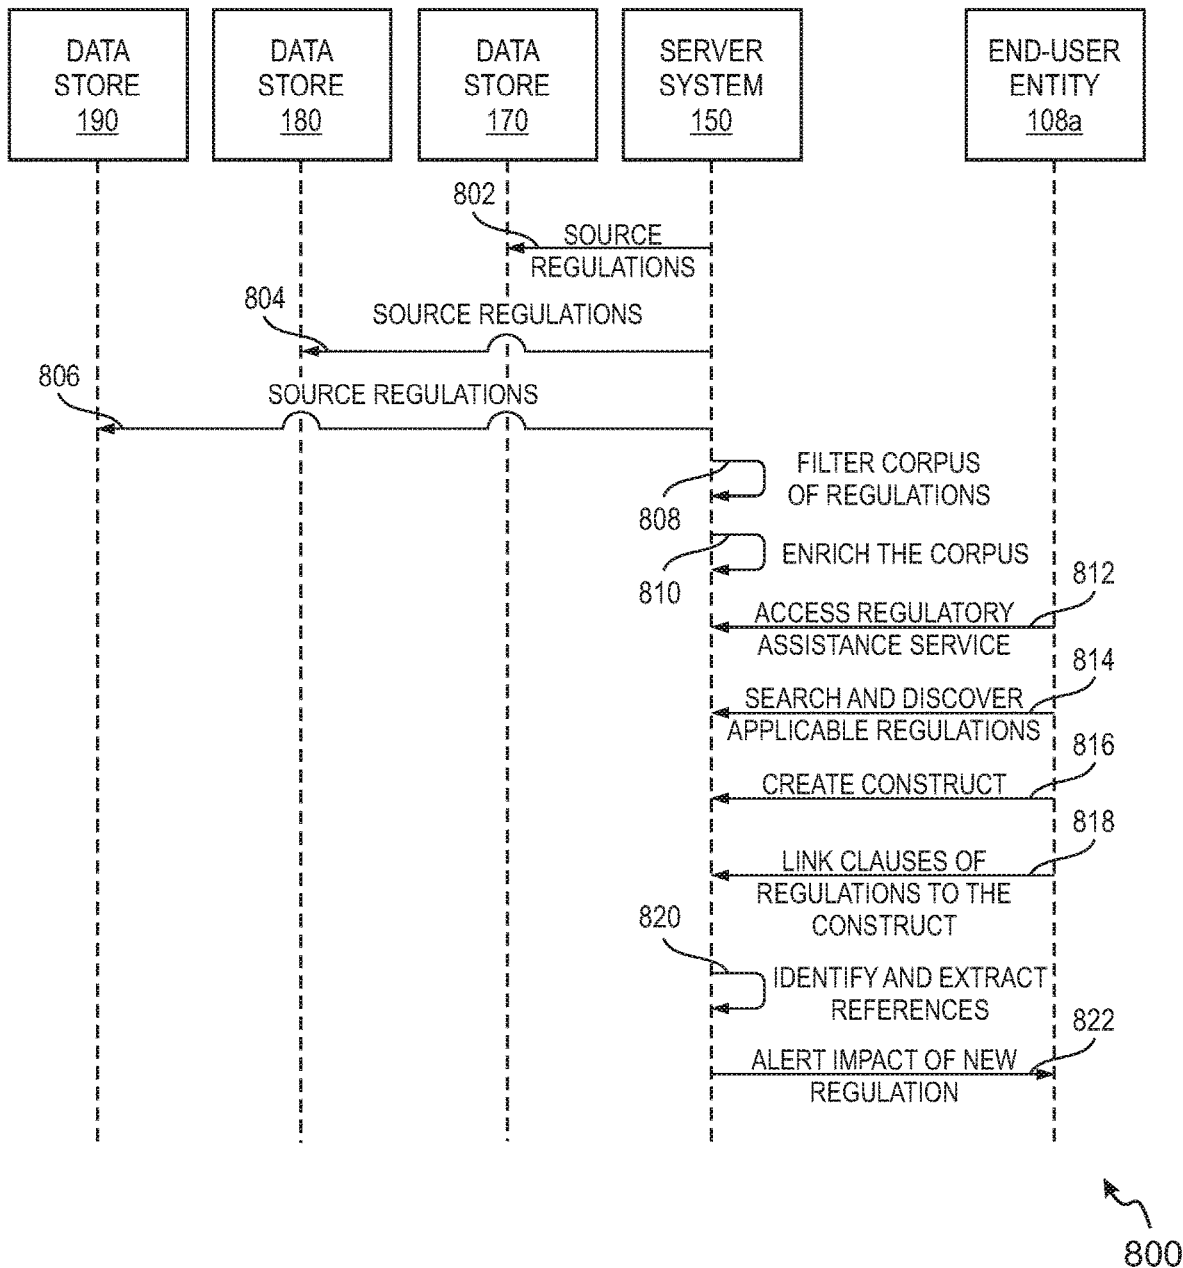 DATA
STORE
190
DATA
STORE
180
DATA
STORE
170
SERVER
SYSTEM
150
END-USER
ENTITY
108a
802
SOURCE
REGULATIONS
804
SOURCE REGULATIONS
806
SOURCE REGULATIONS
FILTER CORPUS
OF REGULATIONS
808
ENRICH THE CORPUS
810
812
ACCESS REGULATORY
ASSISTANCE SERVICE
814
SEARCH AND DISCOVER
APPLICABLE REGULATIONS
816
CREATE CONSTRUCT
818
LINK CLAUSES OF
REGULATIONS TO THE
CONSTRUCT
820
IDENTIFY AND EXTRACT
REFERENCES
822
ALERT IMPACT OF NEW
REGULATION
800